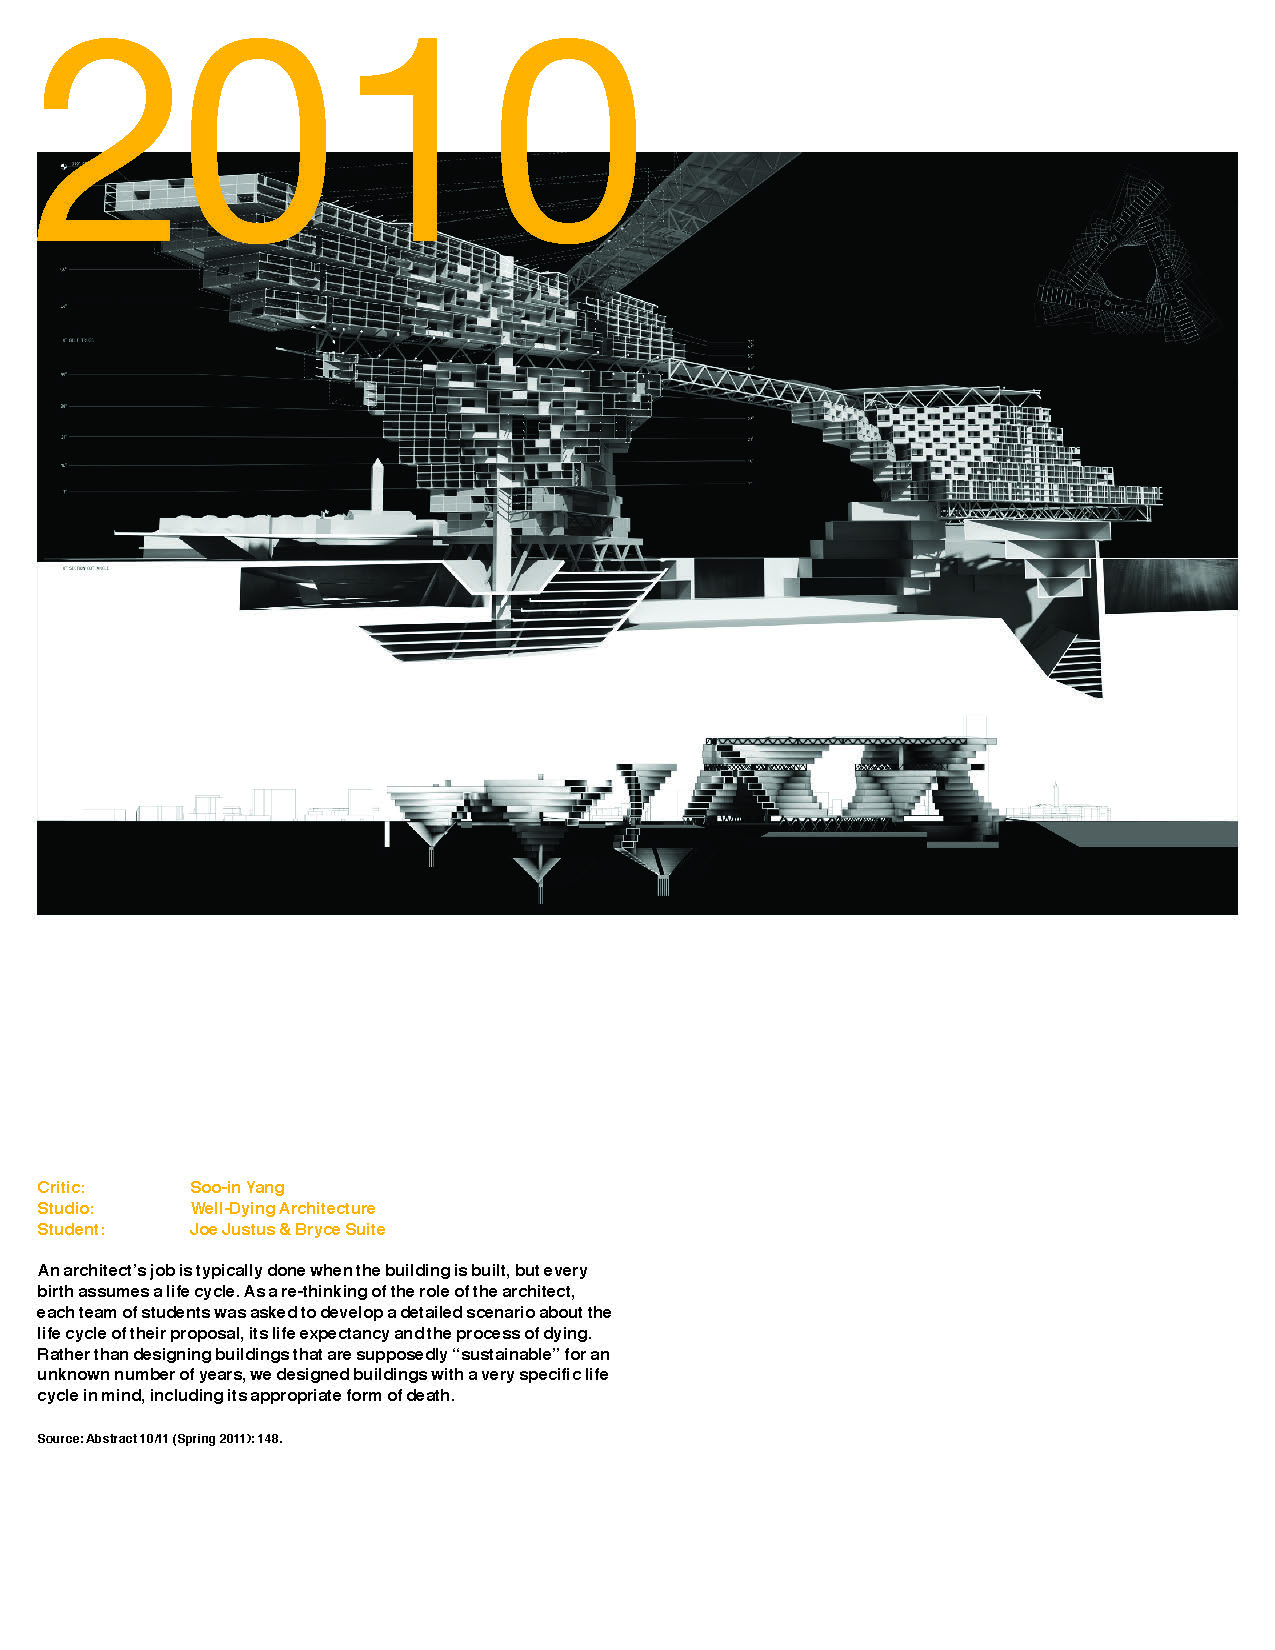 2010
Critic: Soo-in Yang
Studio: Well-Dying Architecture
Student: Joe Justus & Bryce Suite
An architect’s job is typically done when the building is built, but every
birth assumes a life cycle. As a re-thinking of the role of the architect,
each team of students was asked to develop a detailed scenario about the
life cycle of their proposal, its life expectancy and the process of dying.
Rather than designing buildings that are supposedly “sustainable” for an
unknown number of years, we designed buildings with a very specific life
cycle in mind, including its appropriate form of death.
Source: Abstract 10/11 (Spring 2011): 148.